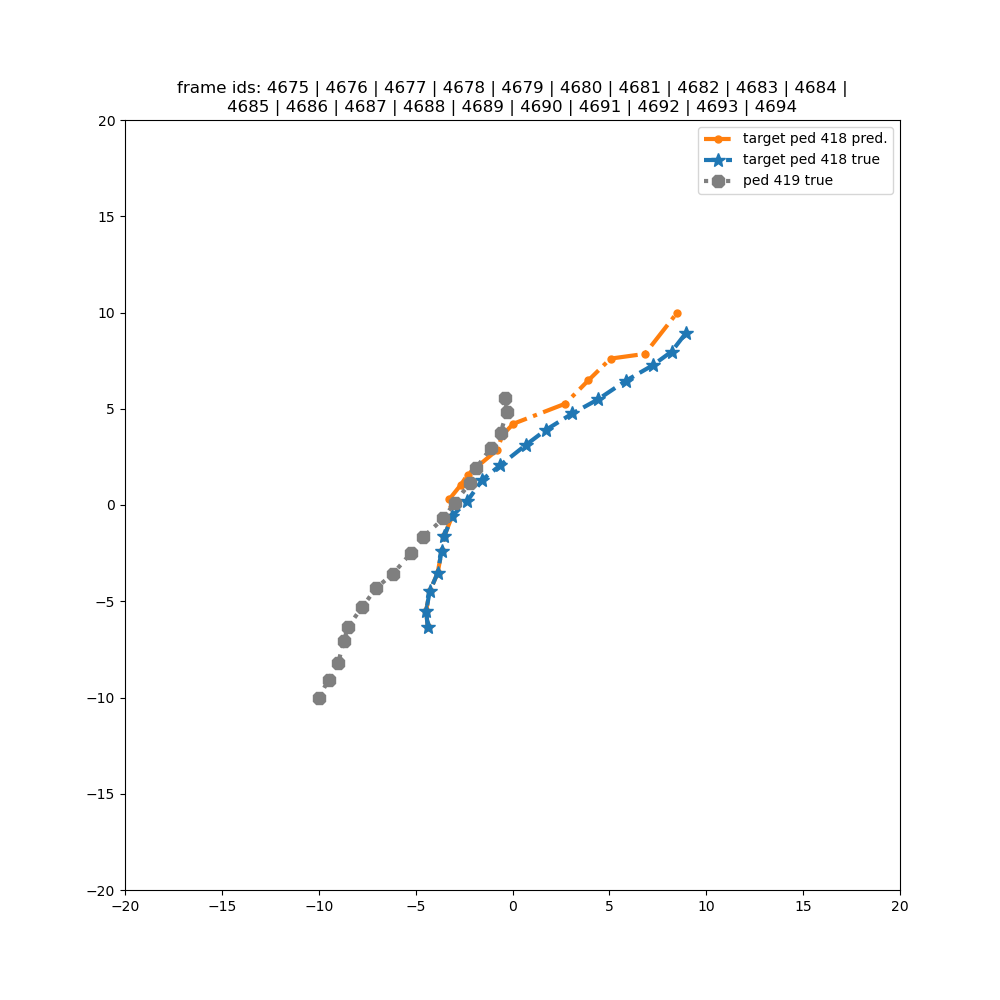 frame ids: 4675 | 4676 | 4677 | 4678 | 4679 | 4680 | 4681 | 4682 | 4683 | 4684 |
4685 | 4686 | 4687 | 4688 | 4689 | 4690 | 4691 | 4692 | 4693 | 4694
target ped 418 pred.
target ped 418 true
ped 419 true
20
15
10
5
0
−5
−10
−15
−20
−20 −15 −10 −5 0 5 10 15 20